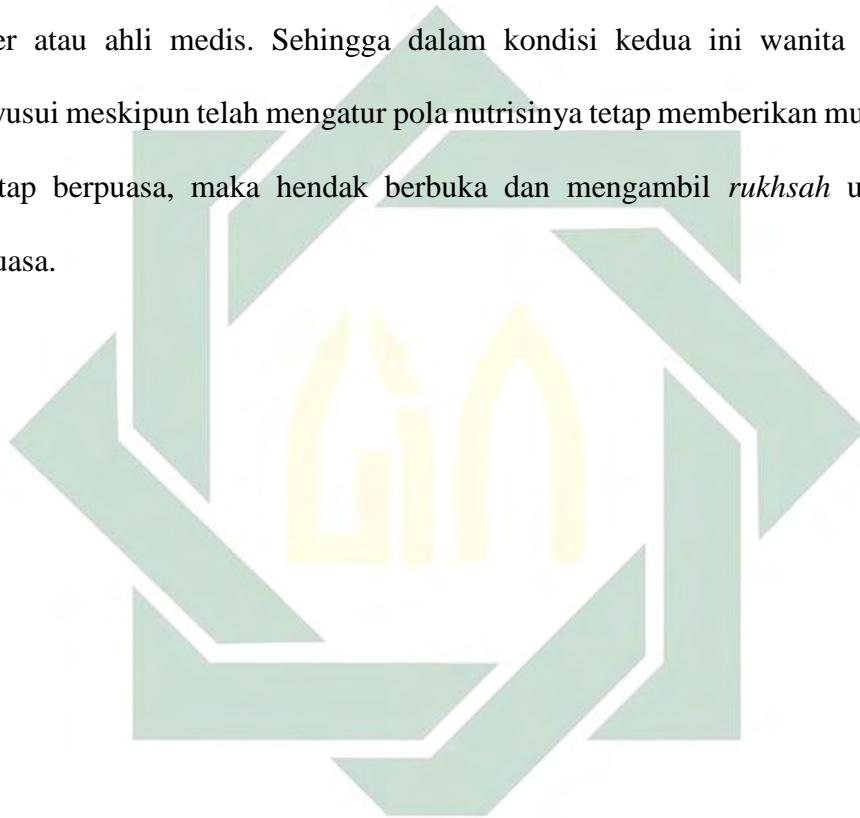 er atau ahli medis. Sehingga dalam kondisi kedua ini wanita
yusui meskipun telah mengatur pola nutrisinya tetap memberikan mu
tap berpuasa, maka hendak berbuka dan mengambil rukhsah u
uasa.